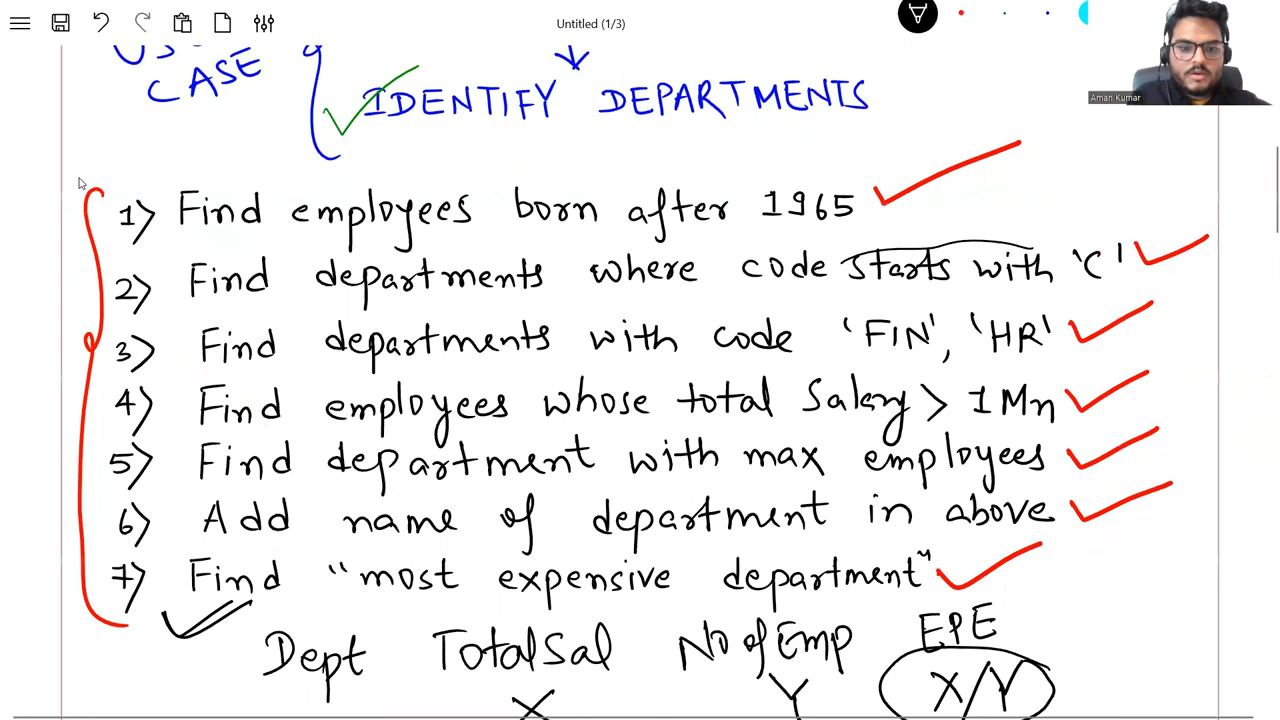 Untitled (1/3)
Aman Kumar
CASE
IDENTIFY DEPARTMENTS
1) Find employees born after 1965
2) Find departments where code starts with 'C'
3) Find departments with code 'FIN', 'HR'
4) Find employees whose total Salary > 1Mn
5) Find department with max employees
6) Add name of department in above
7) Find "most expensive department"
Dept TotalSal No of Emp EPE
X Y X/Y